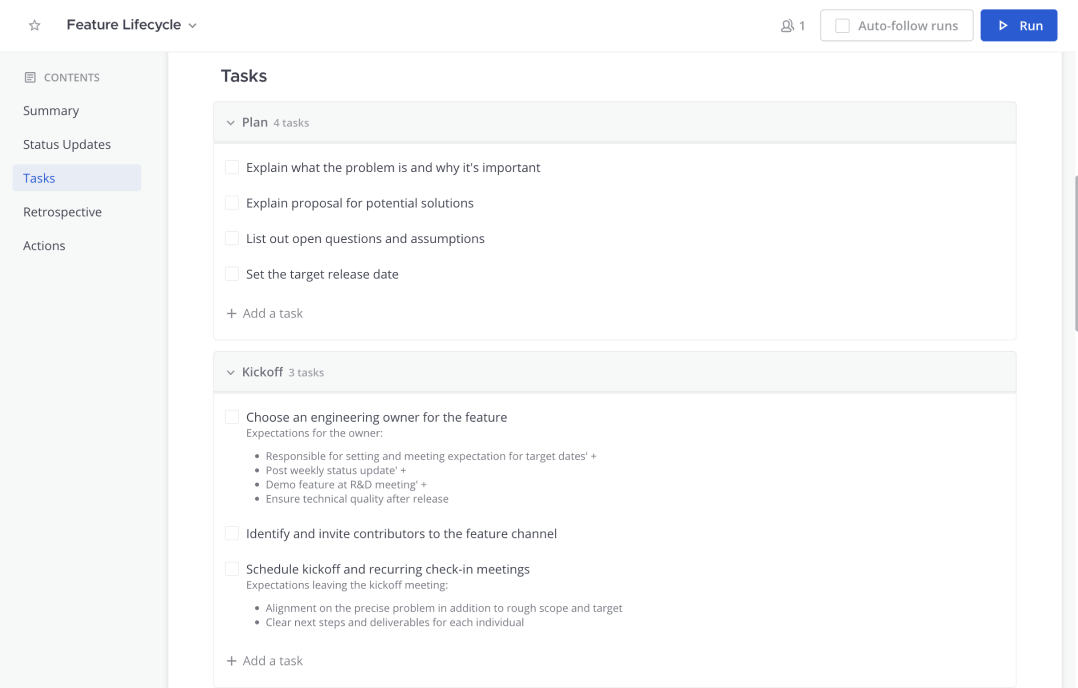 Feature Lifecycle
1
Auto-follow runs
Run
CONTENTS
Summary
Status Updates
Tasks
Retrospective
Actions
Tasks
Plan 4 tasks
Explain what the problem is and why it's important
Explain proposal for potential solutions
List out open questions and assumptions
Set the target release date
+ Add a task
Kickoff 3 tasks
Choose an engineering owner for the feature
Expectations for the owner:
• Responsible for setting and meeting expectation for target dates' +
• Post weekly status update' +
• Demo feature at R&D meeting' +
• Ensure technical quality after release
Identify and invite contributors to the feature channel
Schedule kickoff and recurring check-in meetings
Expectations leaving the kickoff meeting:
• Alignment on the precise problem in addition to rough scope and target
• Clear next steps and deliverables for each individual
+ Add a task